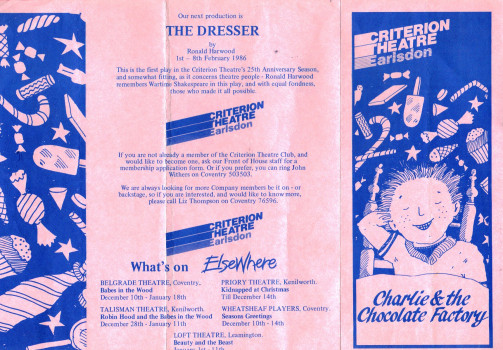 Our next production is
THE DRESSER
by
Ronald Harwood
1st - 8th February 1986
This is the first play in the Criterion Theatre's 25th Anniversary Season,
and somewhat fitting, as it concerns theatre people - Ronald Harwood
remembers Wartime Shakespeare in this play, and with equal fondness,
those who made it all possible.
CRITERION
THEATRE
Earlsdon
If you are not already a member of the Criterion Theatre Club, and
would like to become one, ask our Front of House staff for a
membership application form. Or if you prefer, you can ring John
Withers on Coventry 503503.
We are always looking for more Company members be it on - or
backstage, so if you are interested, and would like to know more,
please call Liz Thompson on Coventry 76596.
CRITERION
THEATRE
Earlsdon
What's on ElseWhere
BELGRADE THEATRE, Coventry.
Babes in the Wood
December 10th - January 18th
TALISMAN THEATRE, Kenilworth.
Robin Hood and the Babes in the Wood
December 28th - January 11th
PRIORY THEATRE, Kenilworth.
Kidnapped at Christmas
Till December 14th
WHEATSHEAF PLAYERS, Coventry
Seasons Greetings
December 10th - 14th
LOFT THEATRE, Leamington.
Beauty and the Beast
January 1st - 11th
CRITERION
THEATRE
Earlsdon
Charlie & the
Chocolate Factory